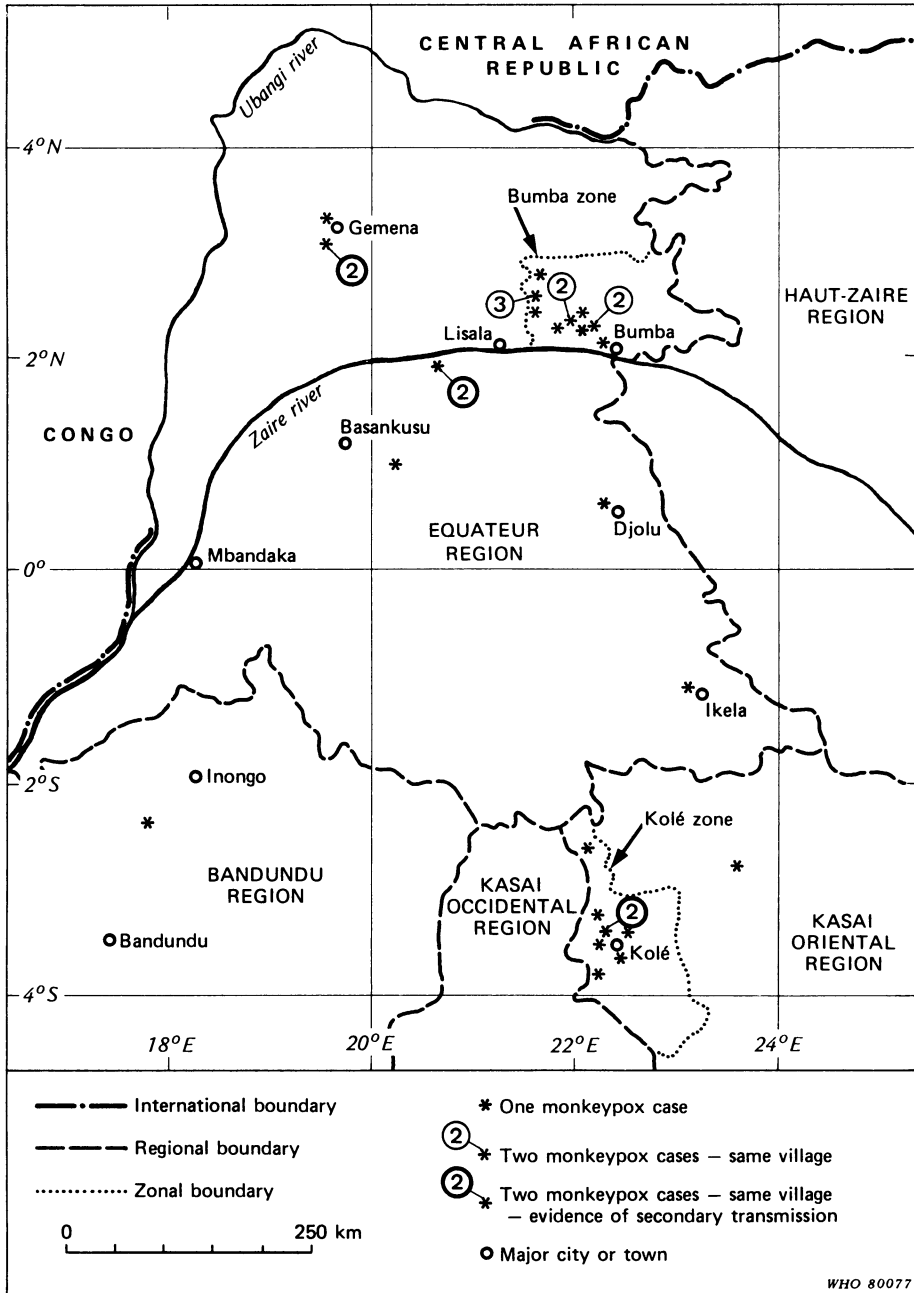 CENTRAL AFRICAN
REPUBLIC
Ubangi river
4°N
Bumba zone
Gemena
2
2
3
2
HAUT-ZAIRE
REGION
Lisala
Bumba
2°N
2
Zaire river
CONGO
Basankusu
EQUATEUR
REGION
Djolu
Mbandaka
0°
Ikela
Inongo
2°S
Kolé zone
BANDUNDU
REGION
KASAI
OCCIDENTAL
REGION
2
KASAI
ORIENTAL
REGION
Bandundu
Kolé
4°S
18°E
20°E
22°E
24°E
International boundary
Regional boundary
Zonal boundary
0
250 km
* One monkeypox case
2
* Two monkeypox cases – same village
2
* Two monkeypox cases – same village
– evidence of secondary transmission
Major city or town
WHO 80077